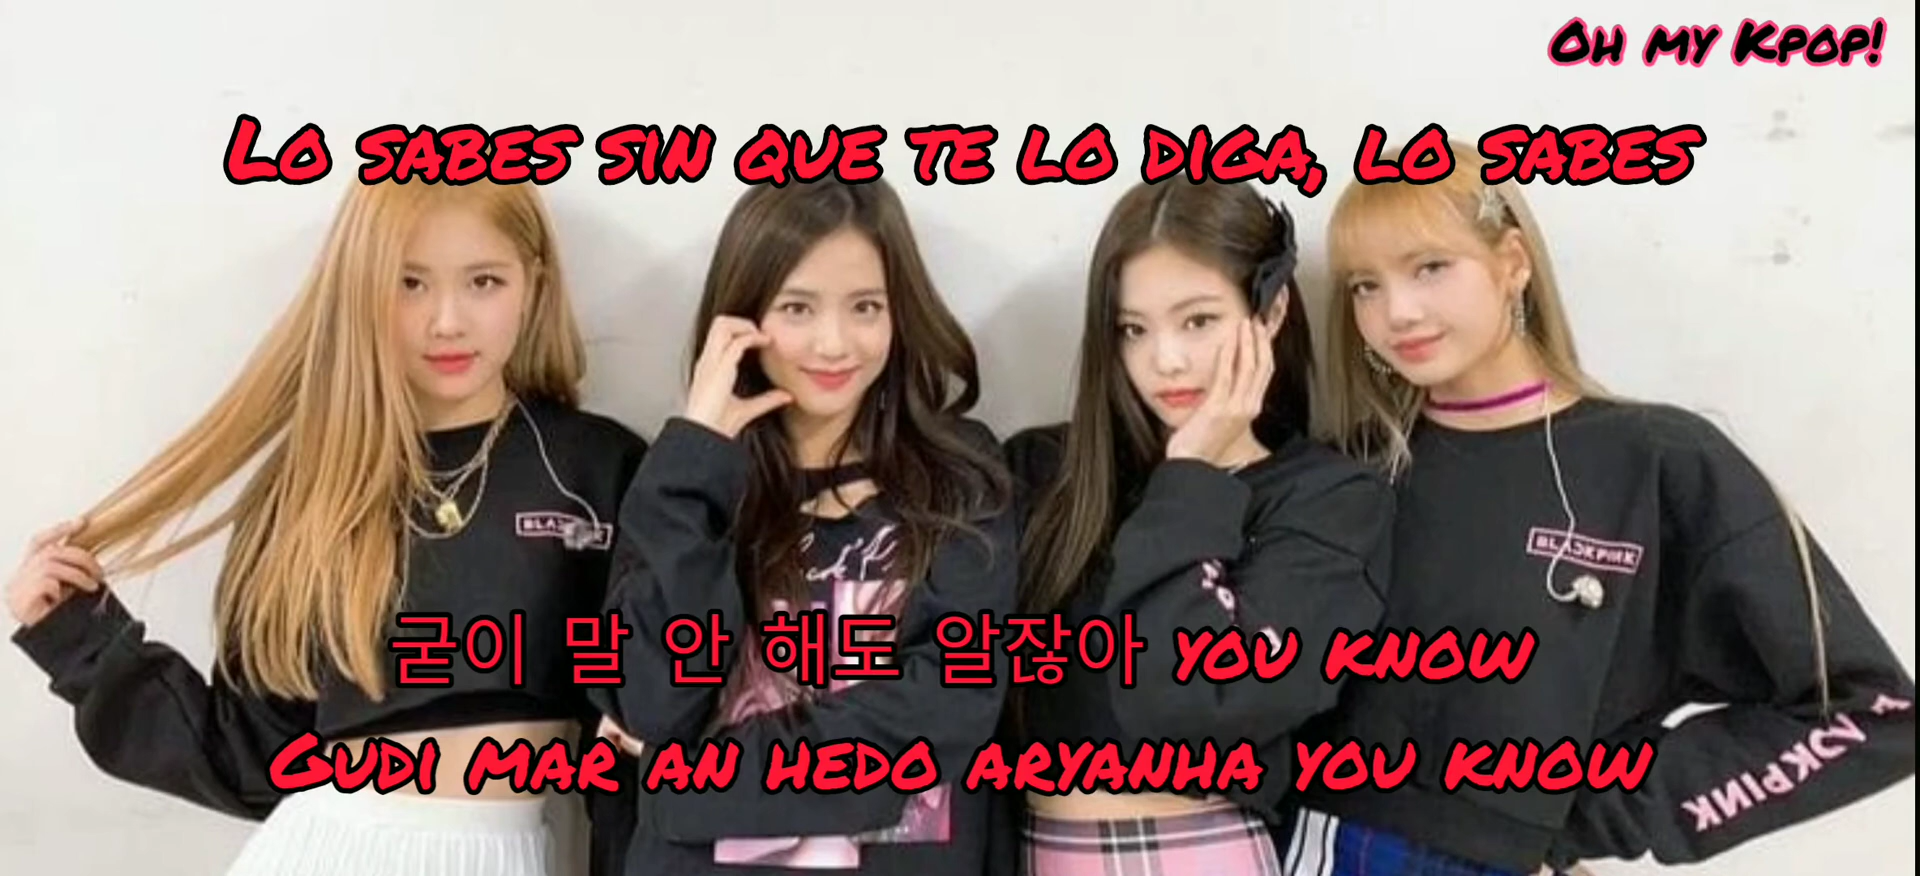 Oh my Kpop!
Lo sabes sin que te lo diga, lo sabes
BLACKPINK
굳이 말 안 해도 알잖아 you know
Gudi mar an hedo aryanha you know